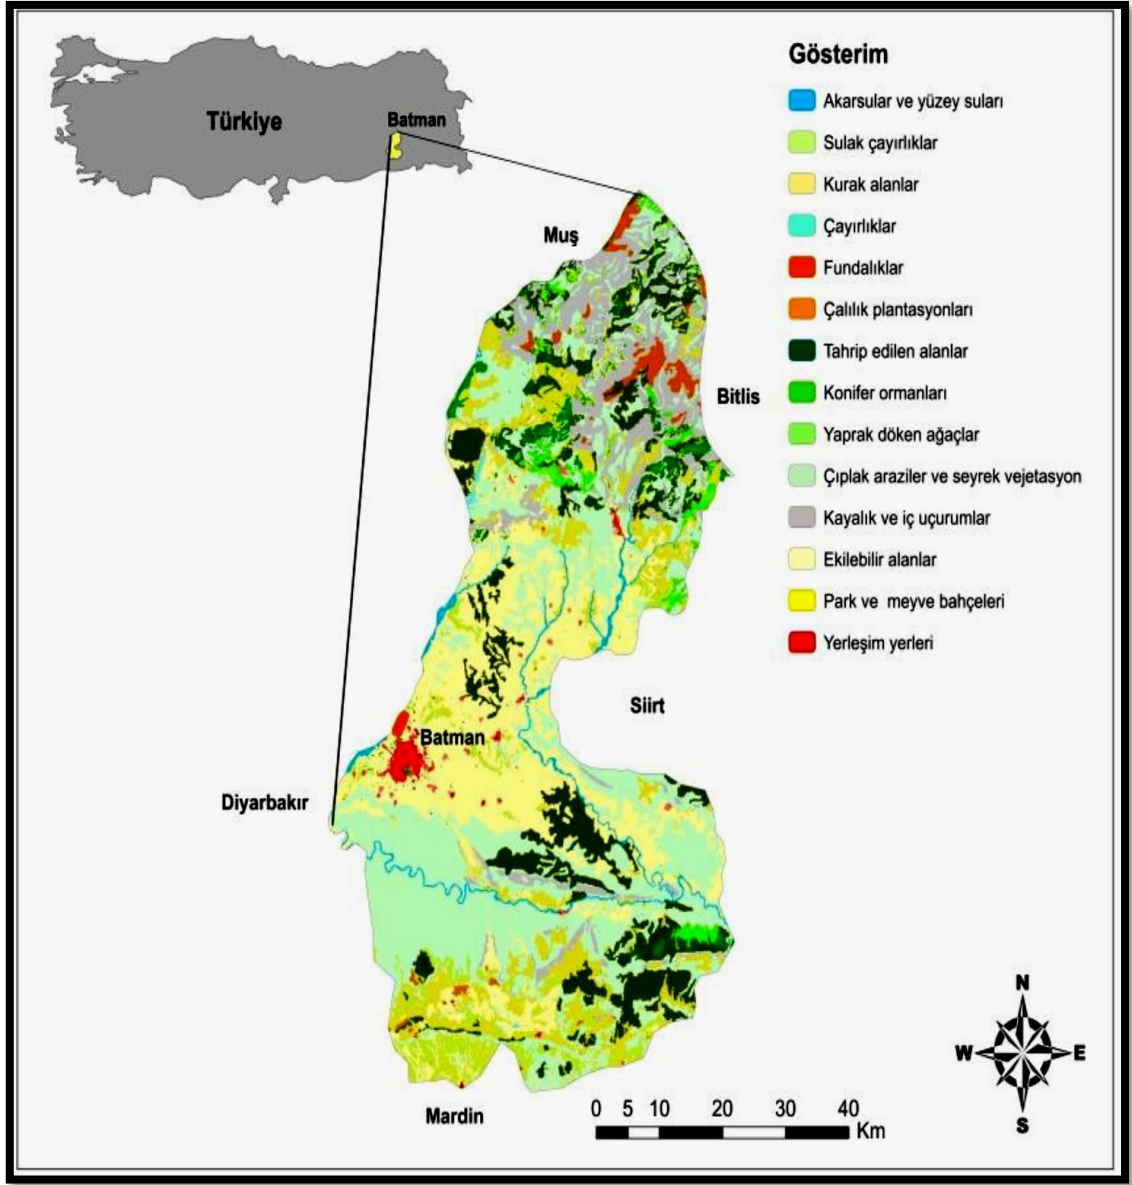 Türkiye
Batman
Gösterim
Akarsular ve yüzey suları
Sulak çayırlıklar
Kurak alanlar
Çayırlıklar
Fundalıklar
Çalılık plantasyonları
Tahrip edilen alanlar
Konifer ormanları
Yaprak döken ağaçlar
Çıplak araziler ve seyrek vejetasyon
Kayalık ve iç uçurumlar
Ekilebilir alanlar
Park ve meyve bahçeleri
Yerleşim yerleri
Muş
Bitlis
Siirt
Batman
Diyarbakır
Mardin
0 5 10 20 30 40
Km
N
W E
S